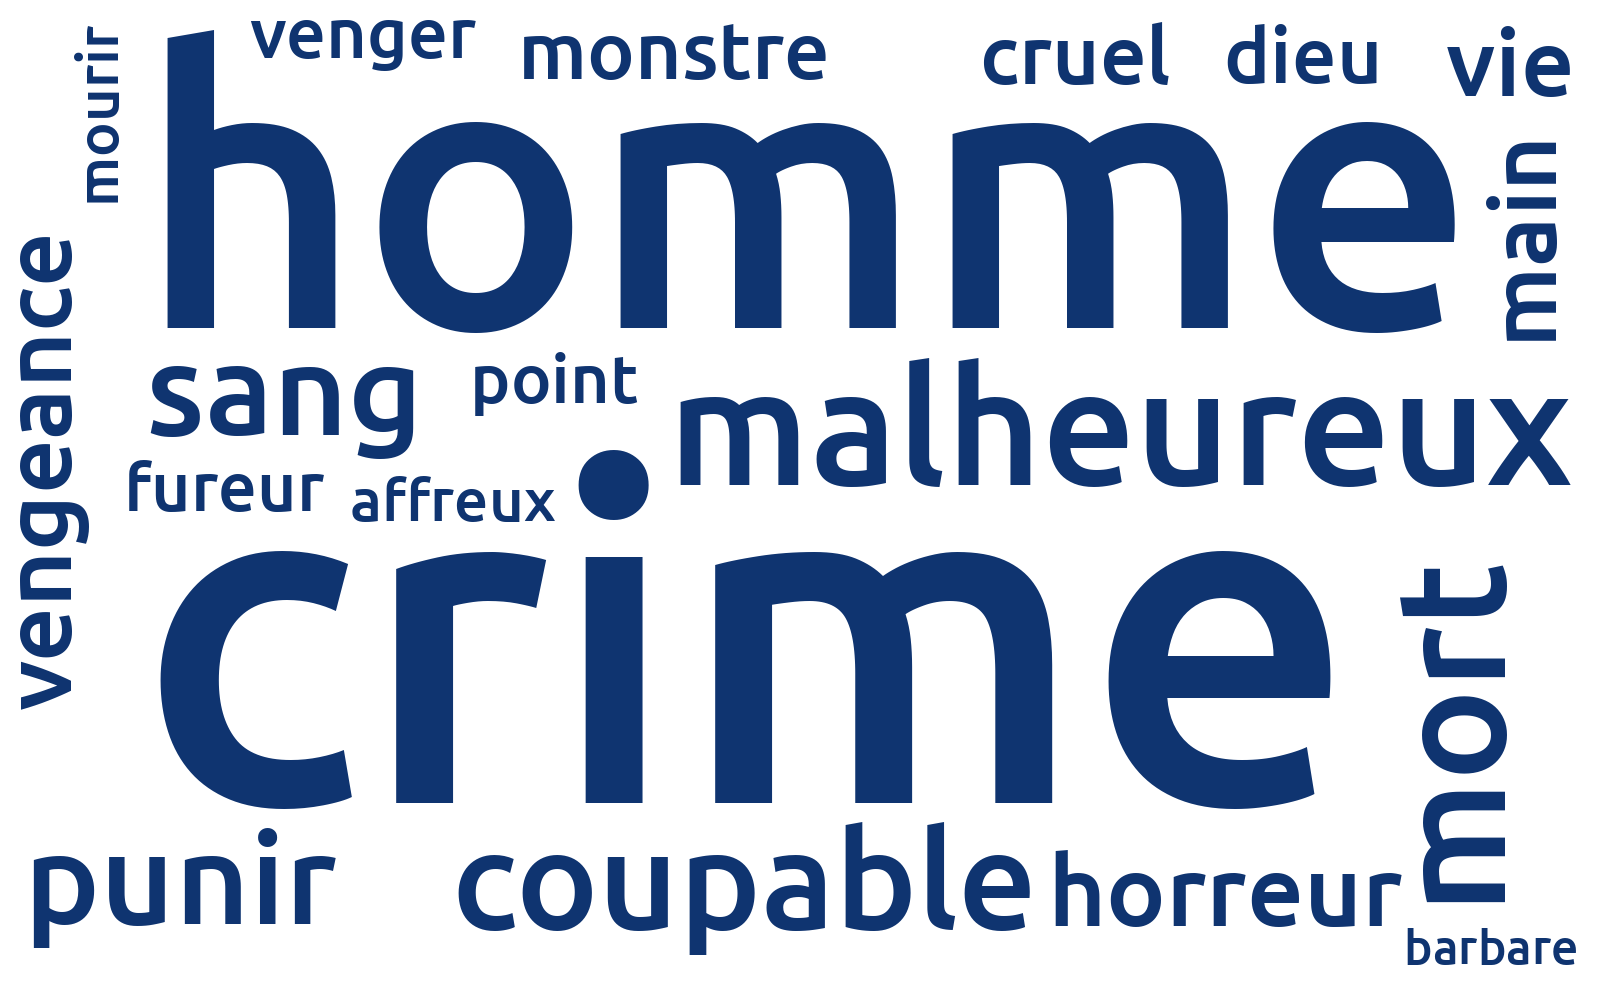 venger
monstre
cruel
dieu
vie
mourir
homme
main
vengeance
sang
point
malheureux
fureur
affreux
crime
mort
punir
coupable
horreur
barbare